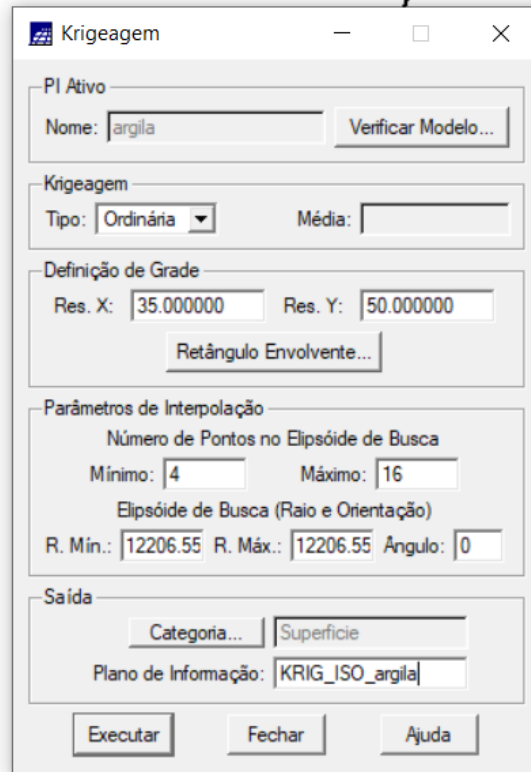 Krigeagem
PI Ativo
Nome: argila Verificar Modelo...
Krigeagem
Tipo: Ordinária Média:
Definição de Grade
Res. X: 35.000000 Res. Y: 50.000000
Retângulo Envolvente...
Parâmetros de Interpolação
Número de Pontos no Elipsóide de Busca
Mínimo: 4 Máximo: 16
Elipsóide de Busca (Raio e Orientação)
R. Mín.: 12206.55 R. Máx.: 12206.55 Ângulo: 0
Saída
Categoria... Superficie
Plano de Informação: KRIG_ISO_argila
Executar Fechar Ajuda